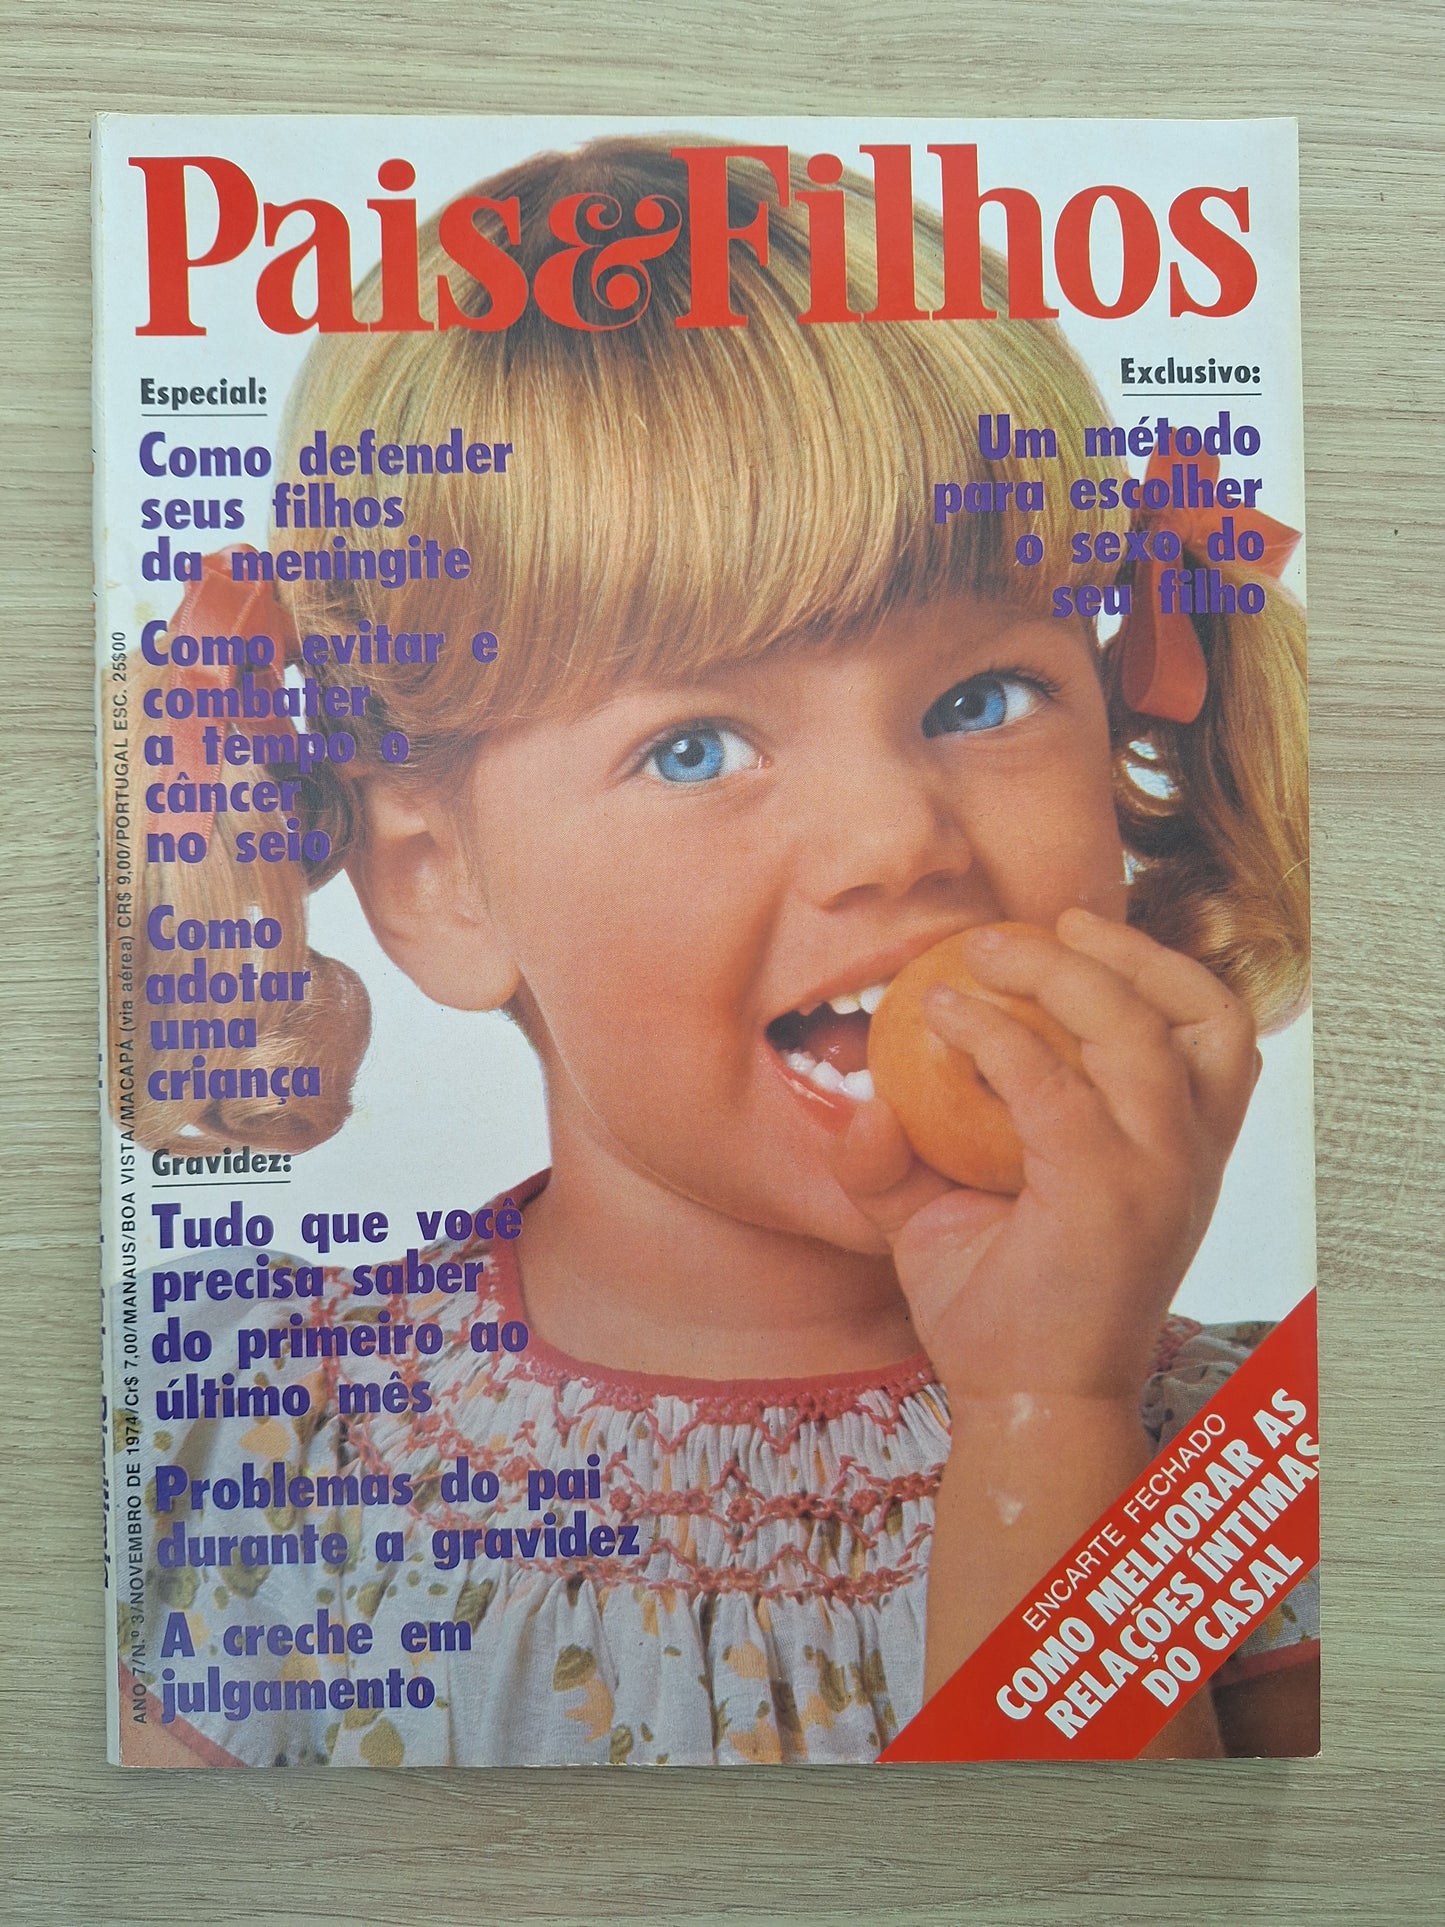 Pais&Filhos
Especial:
Como defender
seus filhos
da meningite
Como evitar e
combater
a tempo o
câncer
no seio
Como
adotar
uma
criança
Gravidez:
Tudo que você
precisa saber
do primeiro ao
último mês
Problemas do pai
durante a gravidez
A creche em
julgamento
Exclusivo:
Um método
para escolher
o sexo do
seu filho
ENCARTE FECHADO
COMO MELHORAR AS
RELAÇÕES ÍNTIMAS
DO CASAL
ANO 7/N.º 3/NOVEMBRO DE 1974/Cr$ 7,00/MANAUS/BOA VISTA/MACAPÁ (via aérea) CR$ 9,00/PORTUGAL ESC. 25$00